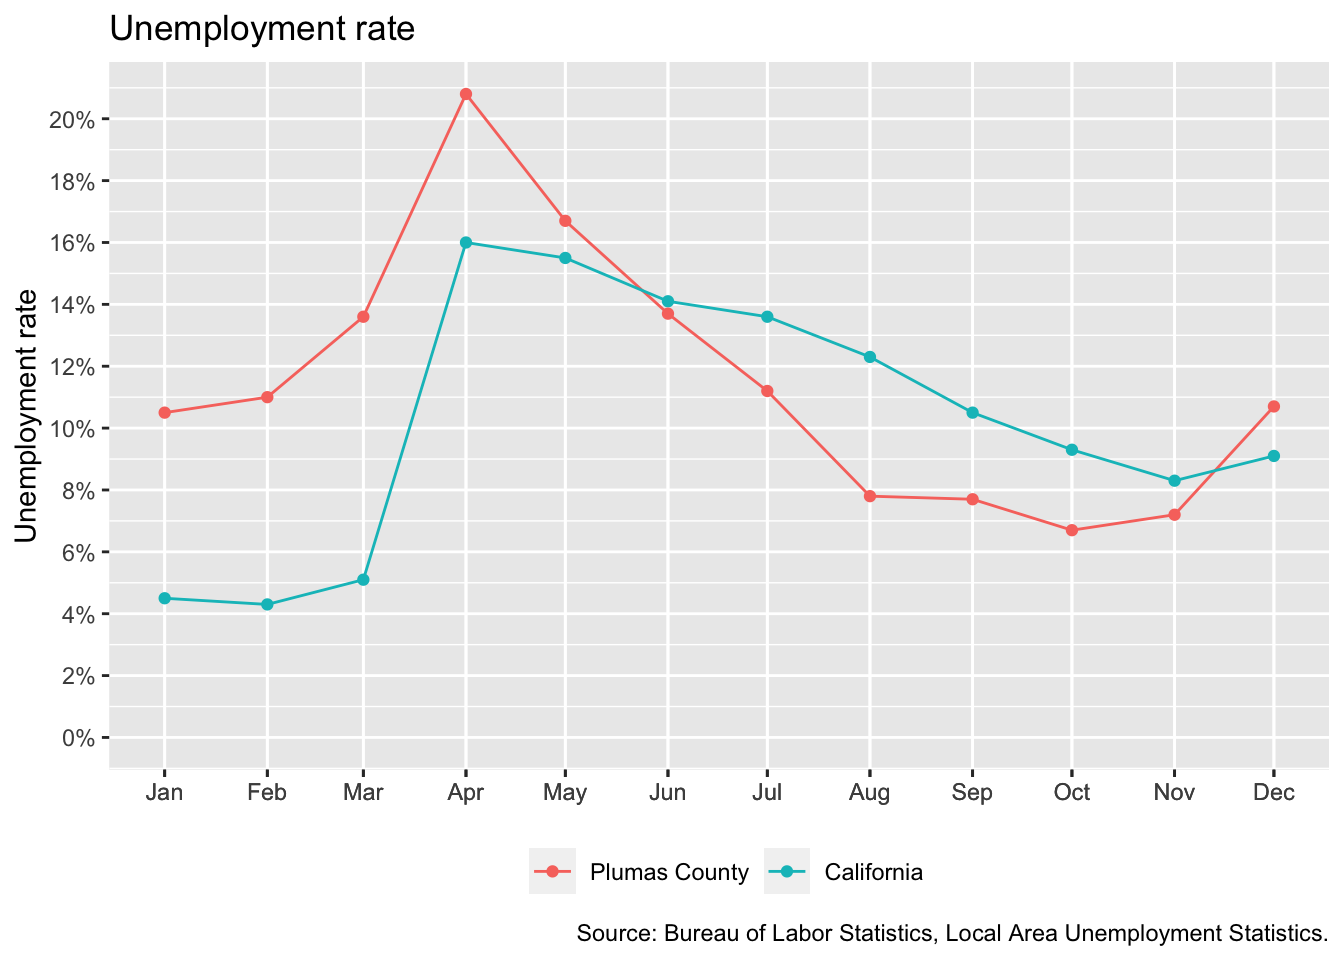 Unemployment rate
Unemployment rate
20%
18%
16%
14%
12%
10%
8%
6%
4%
2%
0%
Jan Feb Mar Apr May Jun Jul Aug Sep Oct Nov Dec
Plumas County California
Source: Bureau of Labor Statistics, Local Area Unemployment Statistics.